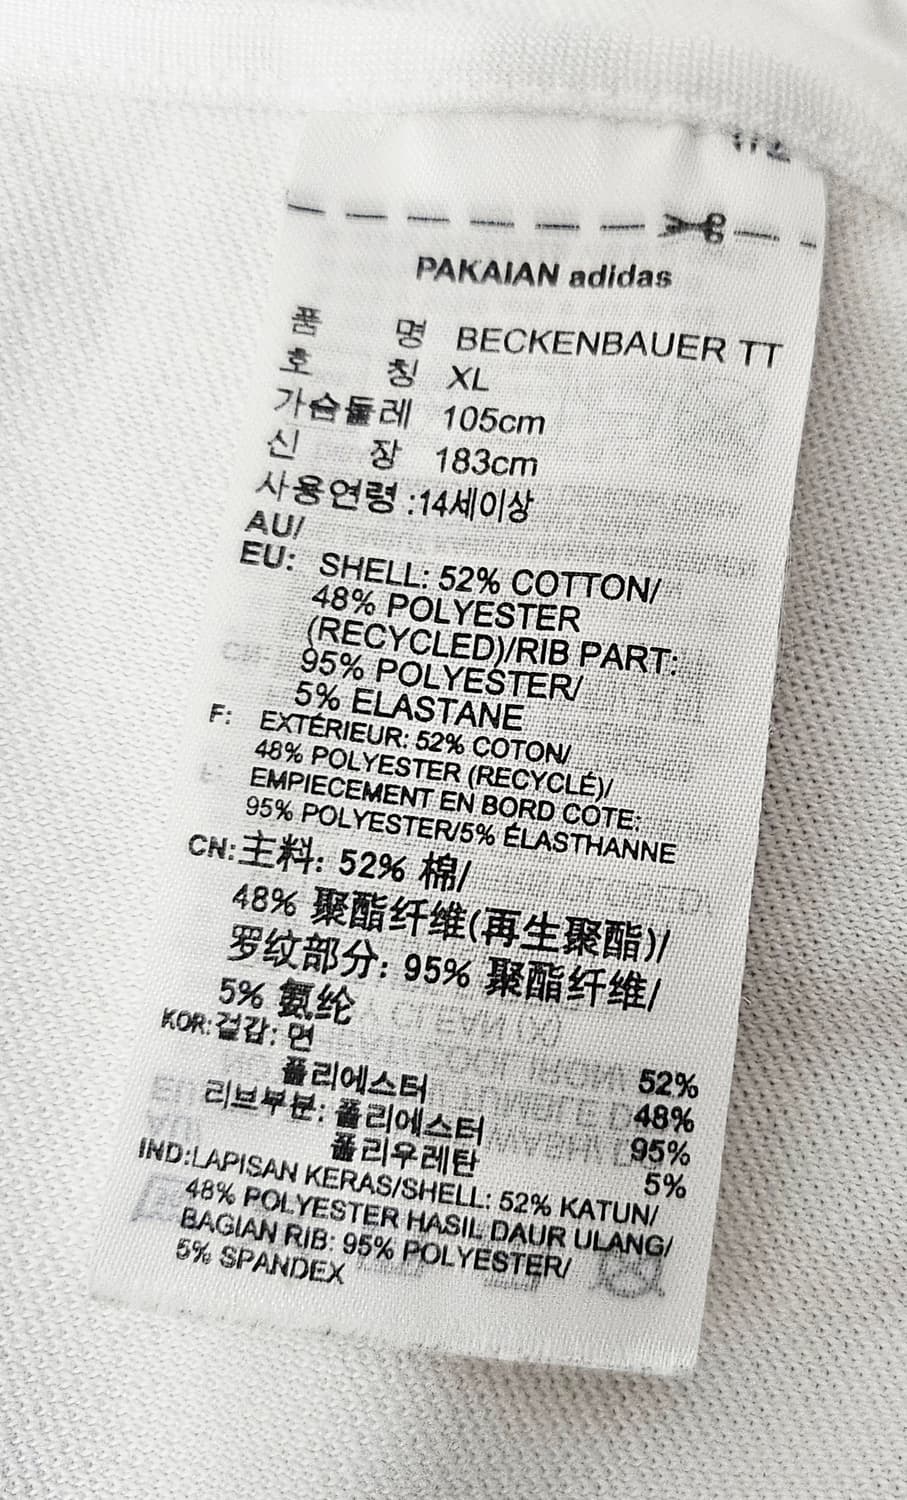 PAKAIAN adidas
품 명 BECKENBAUER TT
호 칭 XL
가슴둘레 105cm
신 장 183cm
사용연령 :14세이상
AU/
EU: SHELL: 52% COTTON/
48% POLYESTER
(RECYCLED)/RIB PART:
95% POLYESTER/
5% ELASTANE
F: EXTÉRIEUR: 52% COTON/
48% POLYESTER (RECYCLÉ)/
EMPIECEMENT EN BORD COTE:
95% POLYESTER/5% ÉLASTHANNE
CN:主料: 52% 棉/
48% 聚酯纤维(再生聚酯)/
罗纹部分: 95% 聚酯纤维/
5% 氨纶
KOR:겉감: 면 52%
폴리에스터 48%
리브부분: 폴리에스터 95%
폴리우레탄 5%
IND:LAPISAN KERAS/SHELL: 52% KATUN/
48% POLYESTER HASIL DAUR ULANG/
BAGIAN RIB: 95% POLYESTER/
5% SPANDEX